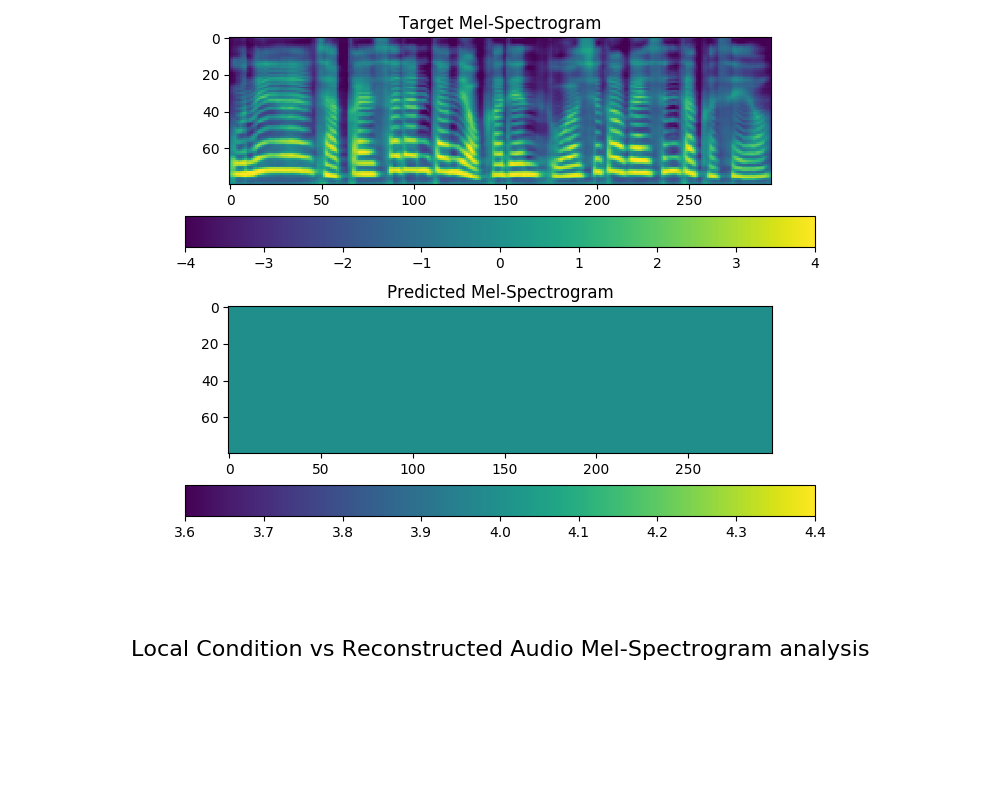 Target Mel-Spectrogram
0
20
40
60
0 50 100 150 200 250
−4 −3 −2 −1 0 1 2 3 4
Predicted Mel-Spectrogram
0
20
40
60
0 50 100 150 200 250
3.6 3.7 3.8 3.9 4.0 4.1 4.2 4.3 4.4
Local Condition vs Reconstructed Audio Mel-Spectrogram analysis